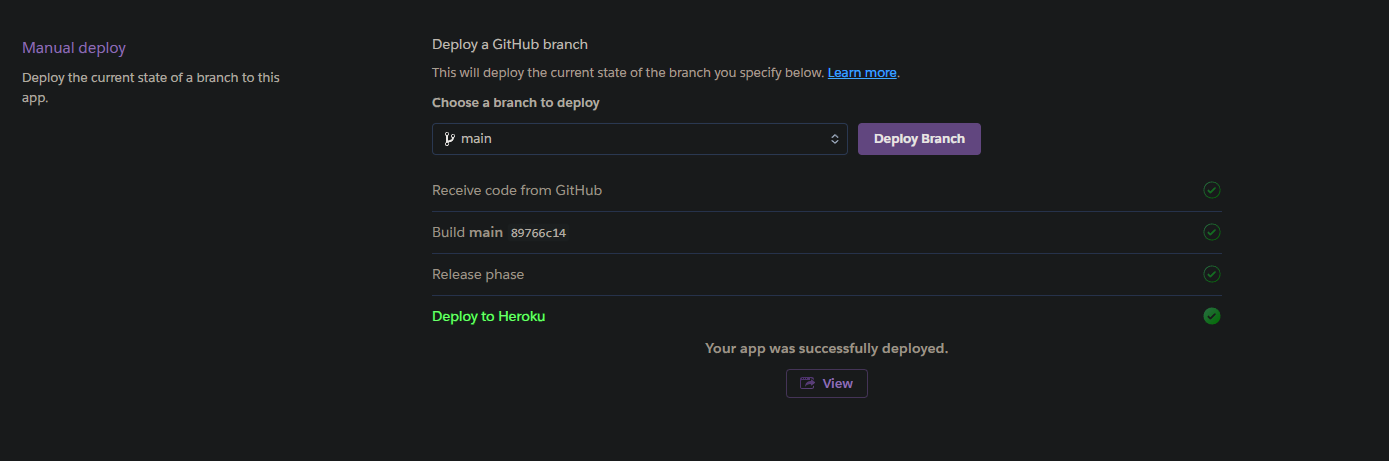 Manual deploy
Deploy the current state of a branch to this
app.
Deploy a GitHub branch
This will deploy the current state of the branch you specify below. Learn more.
Choose a branch to deploy
main
Deploy Branch
Receive code from GitHub
Build main 89766c14
Release phase
Deploy to Heroku
Your app was successfully deployed.
View